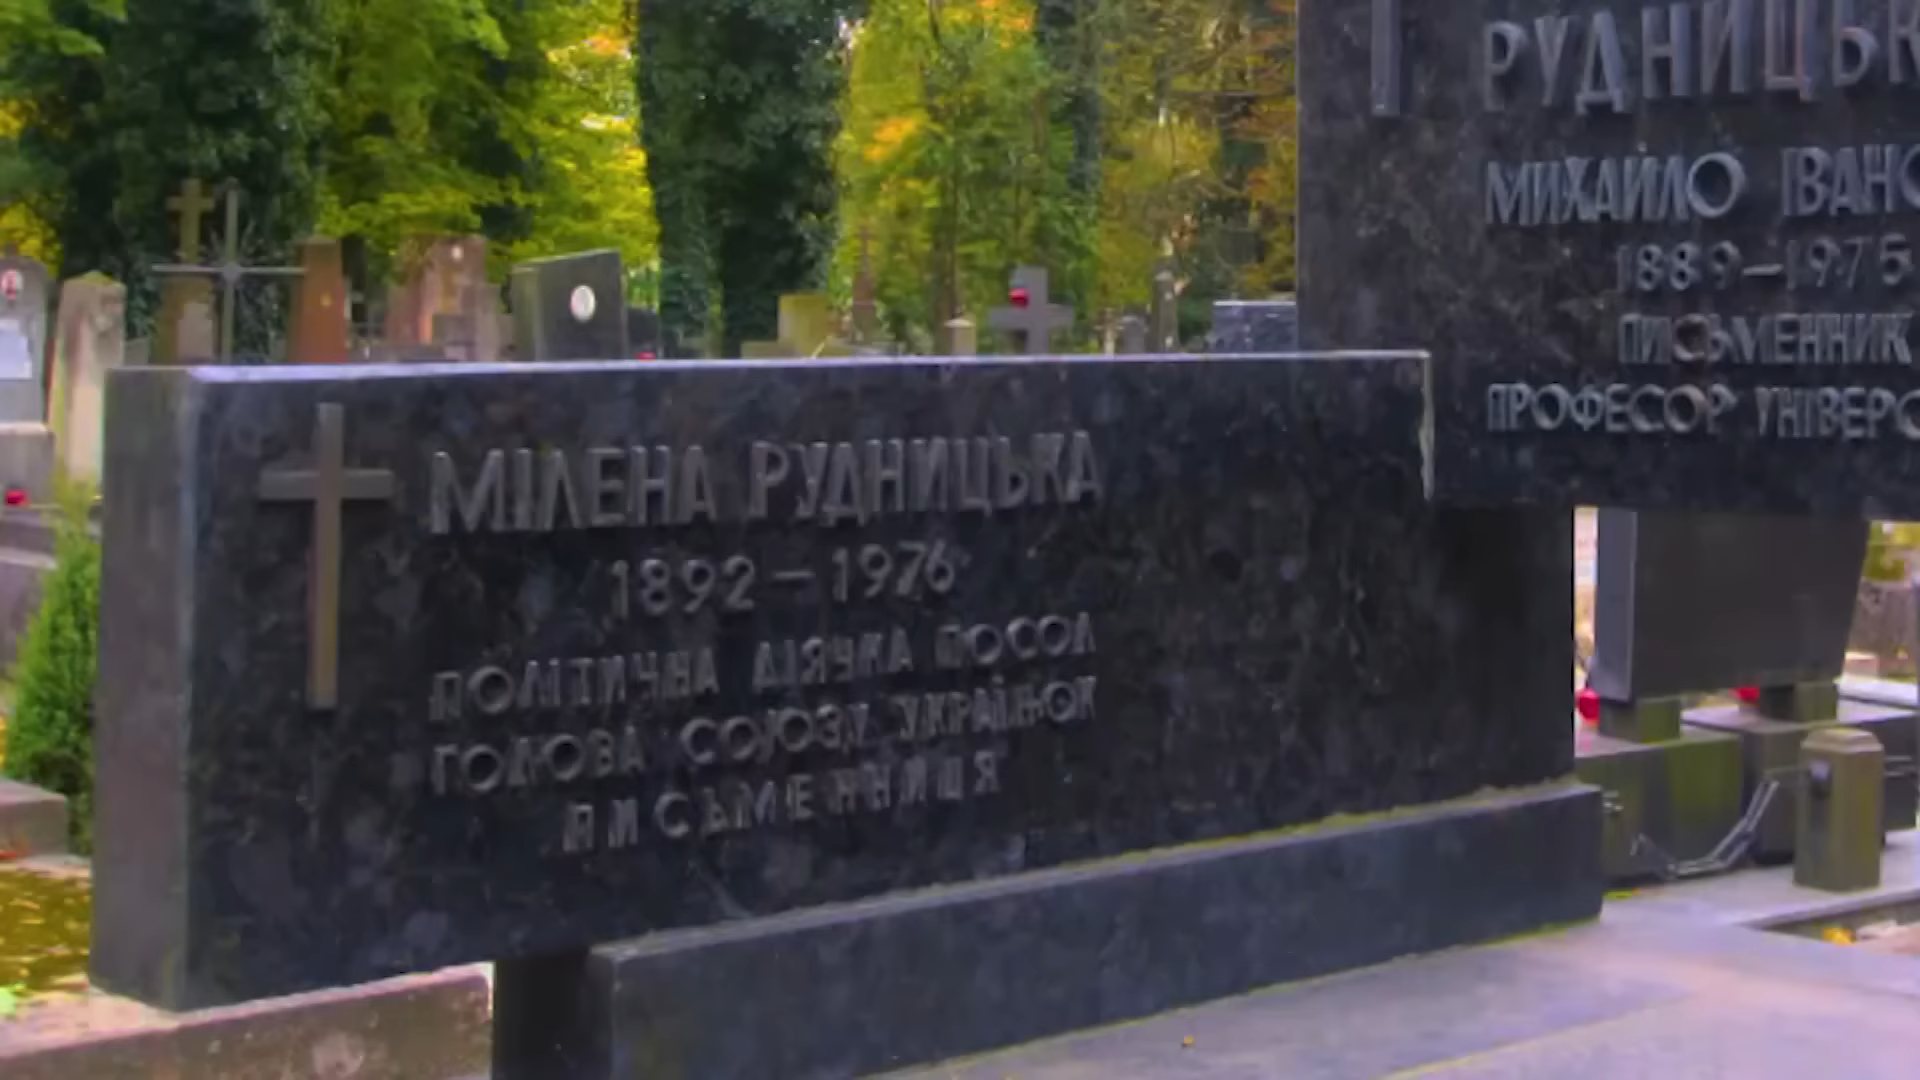 МІЛЕНА РУДНИЦЬКА
1892 – 1976
ПОЛІТИЧНА ДІЯЧКА ПОСОЛ
ГОЛОВА СОЮЗУ УКРАЇНОК
ПИСЬМЕННИЦЯ
РУДНИЦЬК
МИХАЙЛО ІВАНО
1889 – 1975
ПИСЬМЕННИК
ПРОФЕСОР УНІВЕРС